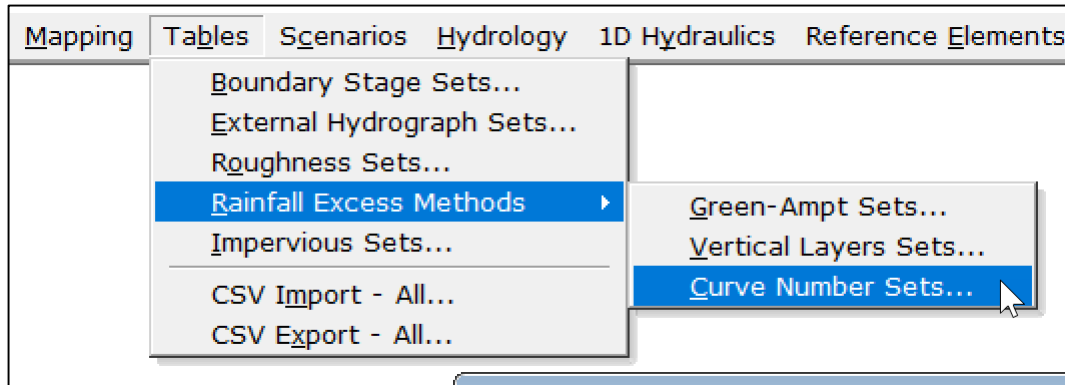 Mapping Tables Scenarios Hydrology 1D Hydraulics Reference Elements
Boundary Stage Sets...
External Hydrograph Sets...
Roughness Sets...
Rainfall Excess Methods
Impervious Sets...
CSV Import - All...
CSV Export - All...
Green-Ampt Sets...
Vertical Layers Sets...
Curve Number Sets...